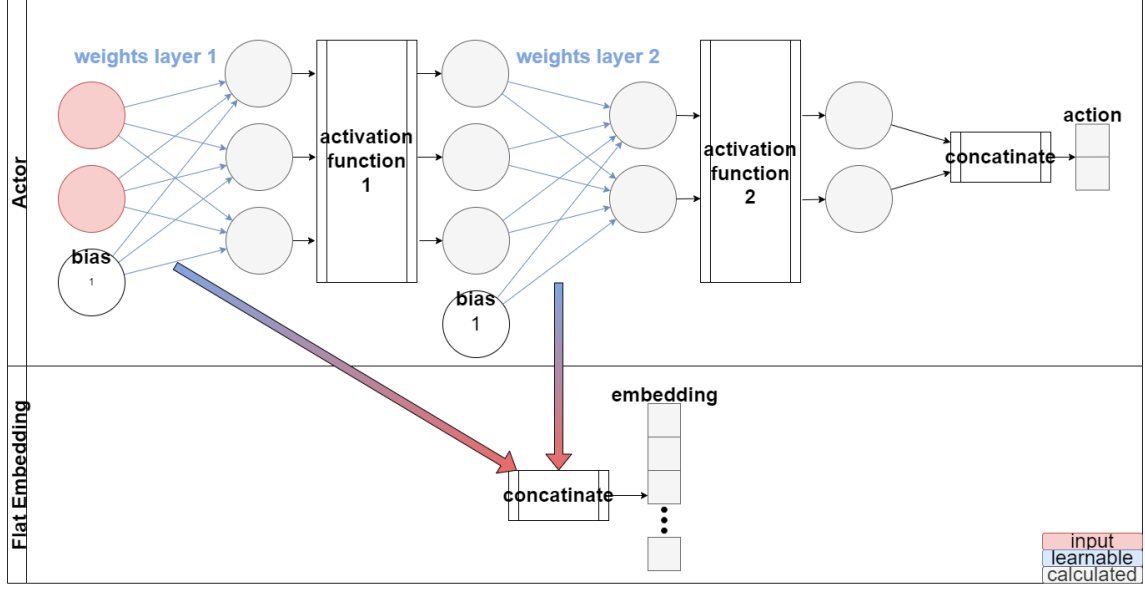 Actor
weights layer 1
weights layer 2
bias
1
activation
function
1
bias
1
activation
function
2
concatinate
action
Flat Embedding
concatinate
embedding
input
learnable
calculated